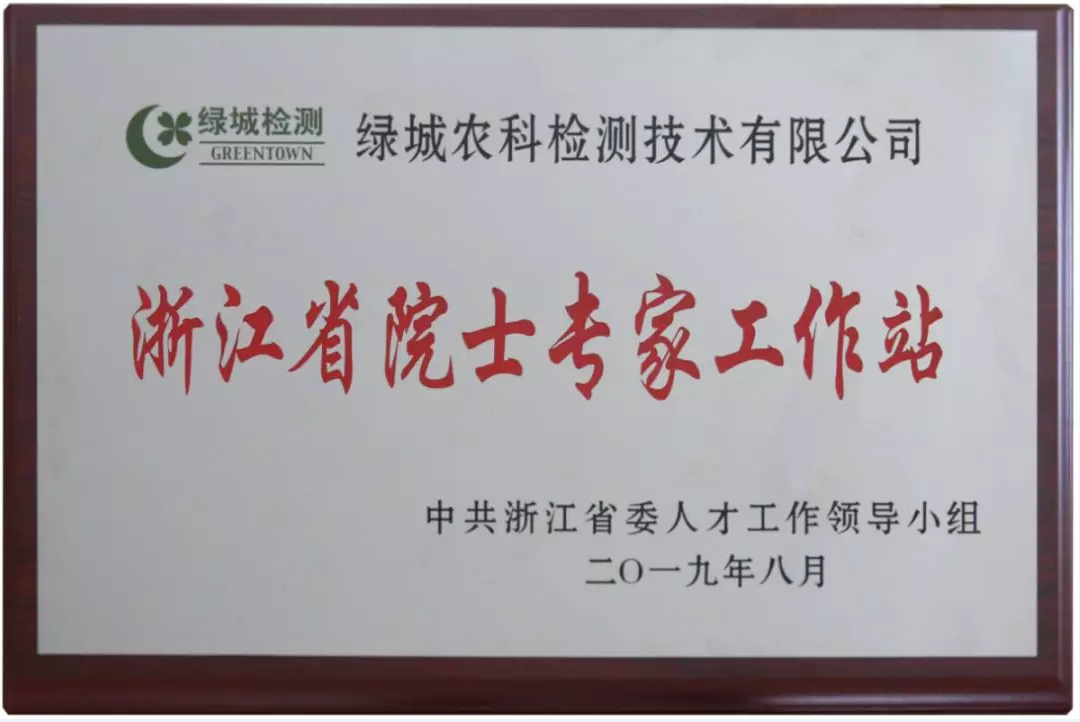 绿城检测 绿城农科检测技术有限公司
GREENTOWN
浙江省院士专家工作站
中共浙江省委人才工作领导小组
二〇一九年八月